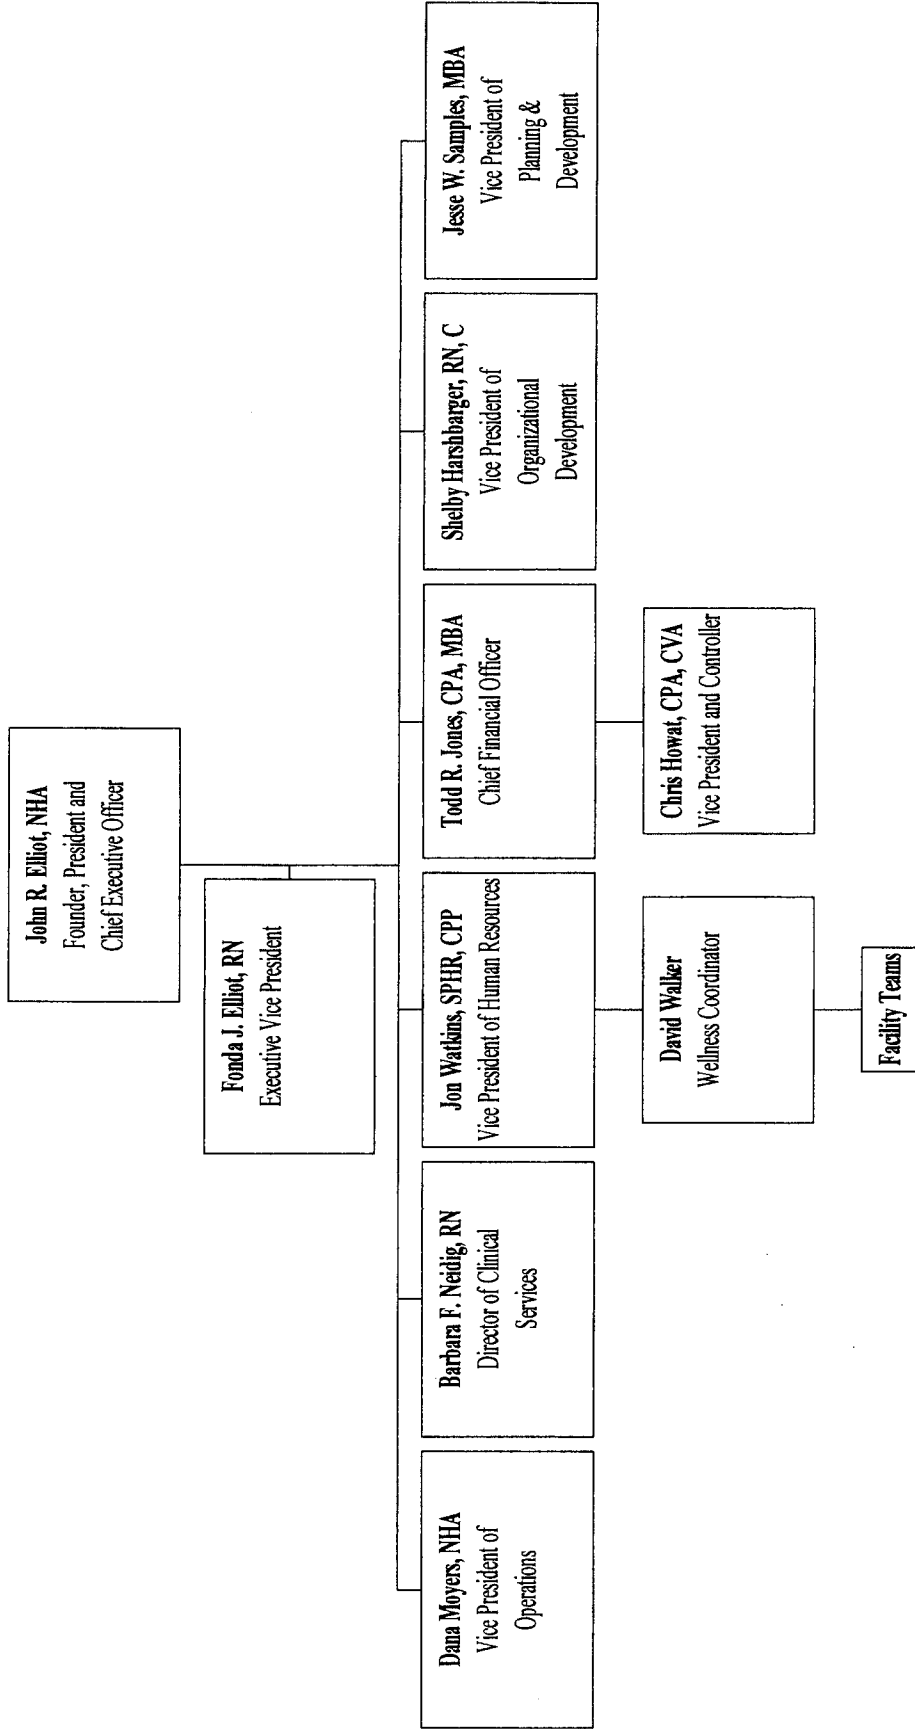 John R. Elliot, NHA
Founder, President and
Chief Executive Officer
Fonda J. Elliot, RN
Executive Vice President
Dana Moyers, NHA
Vice President of
Operations
Barbara F. Neidig, RN
Director of Clinical
Services
Jon Watkins, SPHR, CPP
Vice President of Human Resources
Todd R. Jones, CPA, MBA
Chief Financial Officer
Shelby Harshbarger, RN, C
Vice President of
Organizational
Development
Jesse W. Samples, MBA
Vice President of
Planning &
Development
David Walker
Wellness Coordinator
Chris Howat, CPA, CVA
Vice President and Controller
Facility Teams